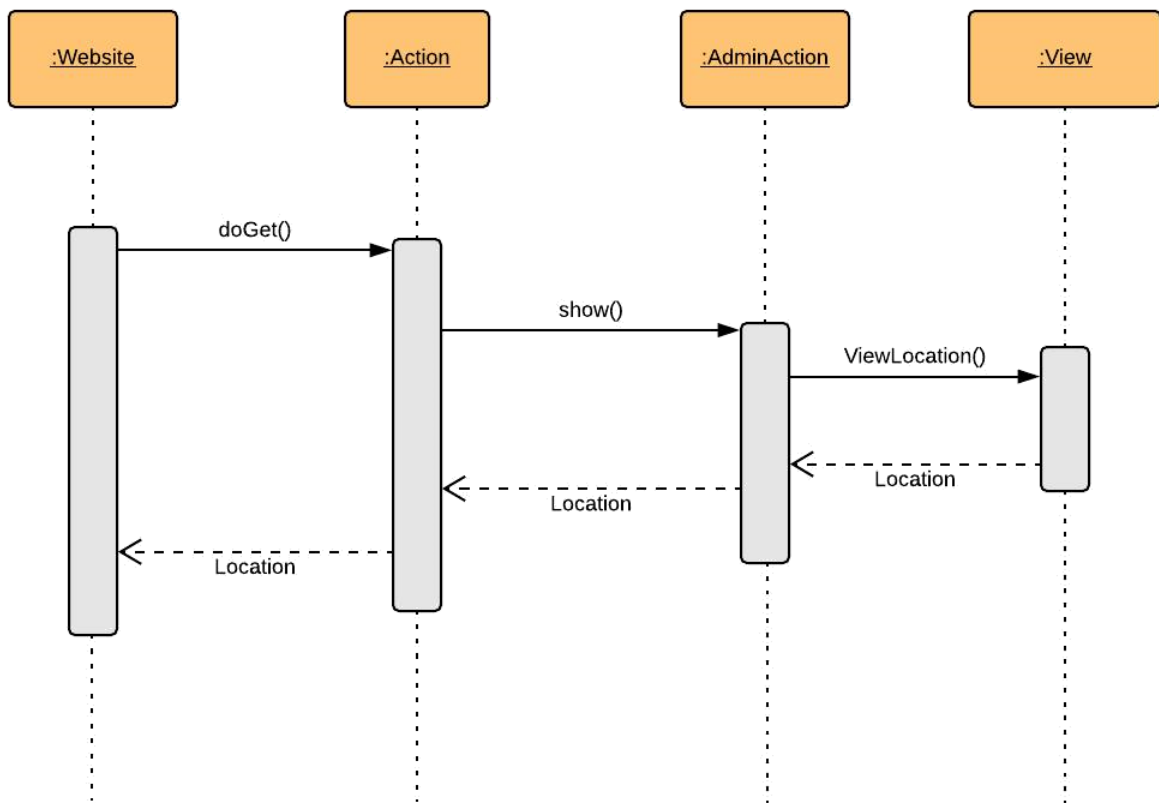 :Website
:Action
:AdminAction
:View
doGet()
show()
ViewLocation()
Location
Location
Location